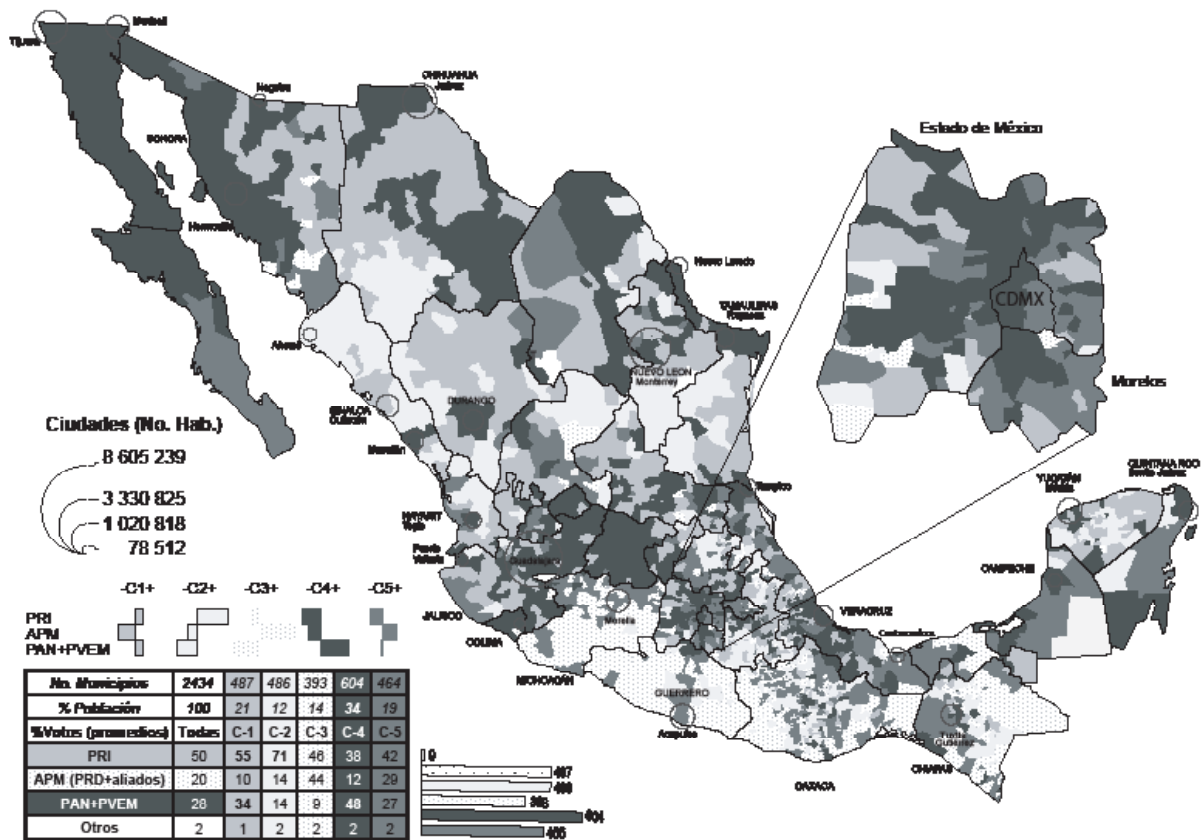 Tijuana
Mexicali
Nogales
CHIHUAHUA
Juárez
SONORA
Hermosillo
Estado de México
CDMX
Morelos
Nuevo Laredo
TAMAULIPAS
Reynosa
Ahome
NUEVO LEON
Monterrey
SINALOA
Culiacán
DURANGO
Mazatlán
Ciudades (No. Hab.)
8 605 239
3 330 825
1 020 818
78 512
Tampico
NAYARIT
Tepic
Puerto
Vallarta
Guadalajara
YUCATÁN
Mérida
QUINTANA ROO
Benito Juárez
CAMPECHE
JALISCO
COLIMA
Morelia
MICHOACÁN
VERACRUZ
Coatzacoalcos
GUERRERO
Acapulco
OAXACA
Tuxtla
Gutiérrez
CHIAPAS
-C1+ -C2+ -C3+ -C4+ -C5+
PRI
APM
PAN+PVEM
No. Municipios 2434 487 486 393 604 464
% Población 100 21 12 14 34 19
%Votos (promedios) Todas C-1 C-2 C-3 C-4 C-5
PRI 50 55 71 46 38 42
APM (PRD+aliados) 20 10 14 44 12 29
PAN+PVEM 28 34 14 9 48 27
Otros 2 1 2 2 2 2
0